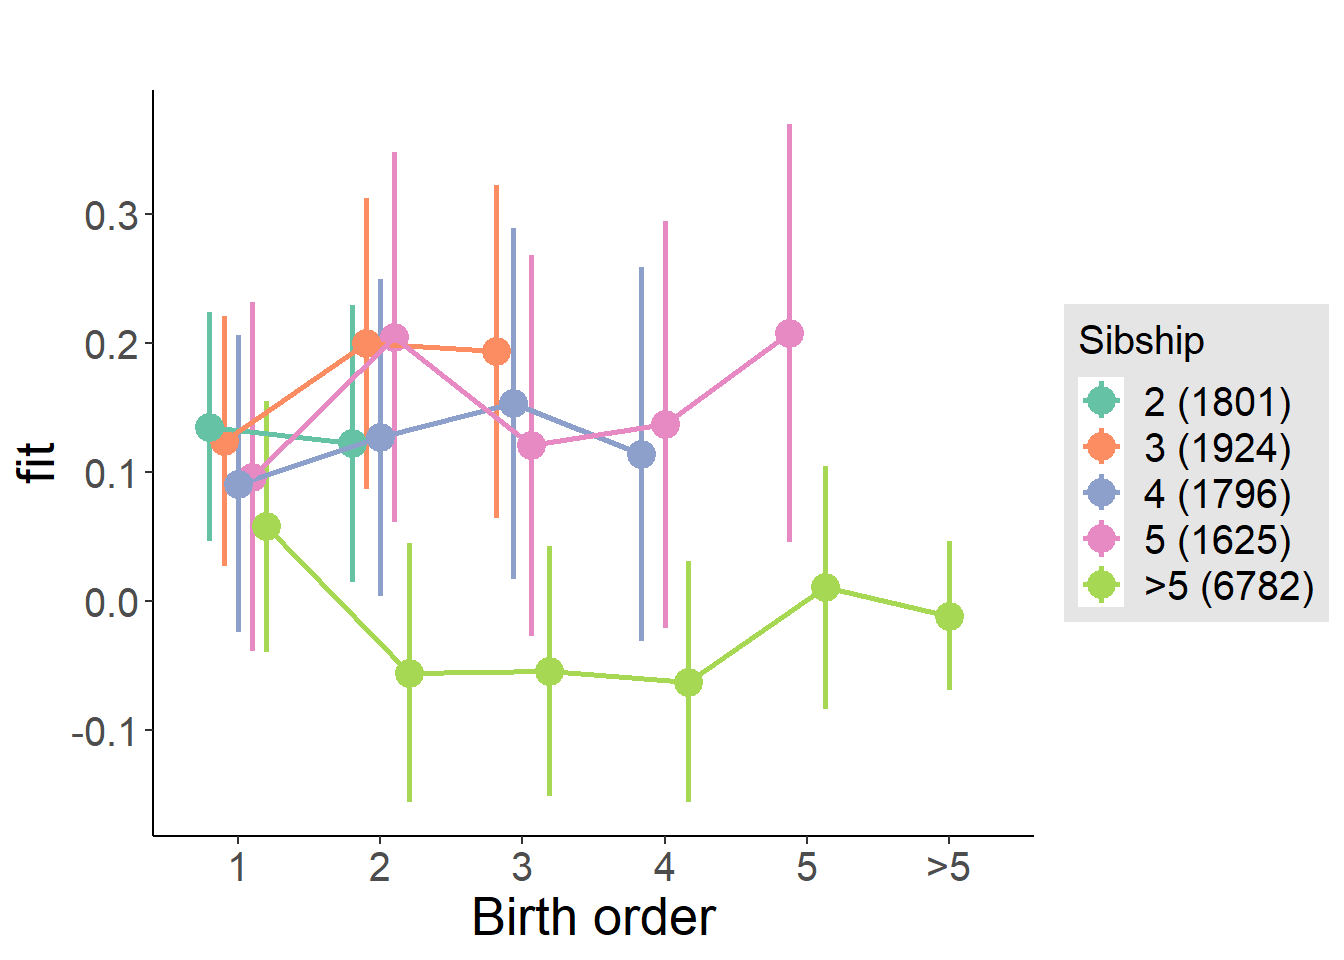 fit
0.3
0.2
0.1
0.0
-0.1
1 2 3 4 5 >5
Birth order
Sibship
2 (1801)
3 (1924)
4 (1796)
5 (1625)
>5 (6782)